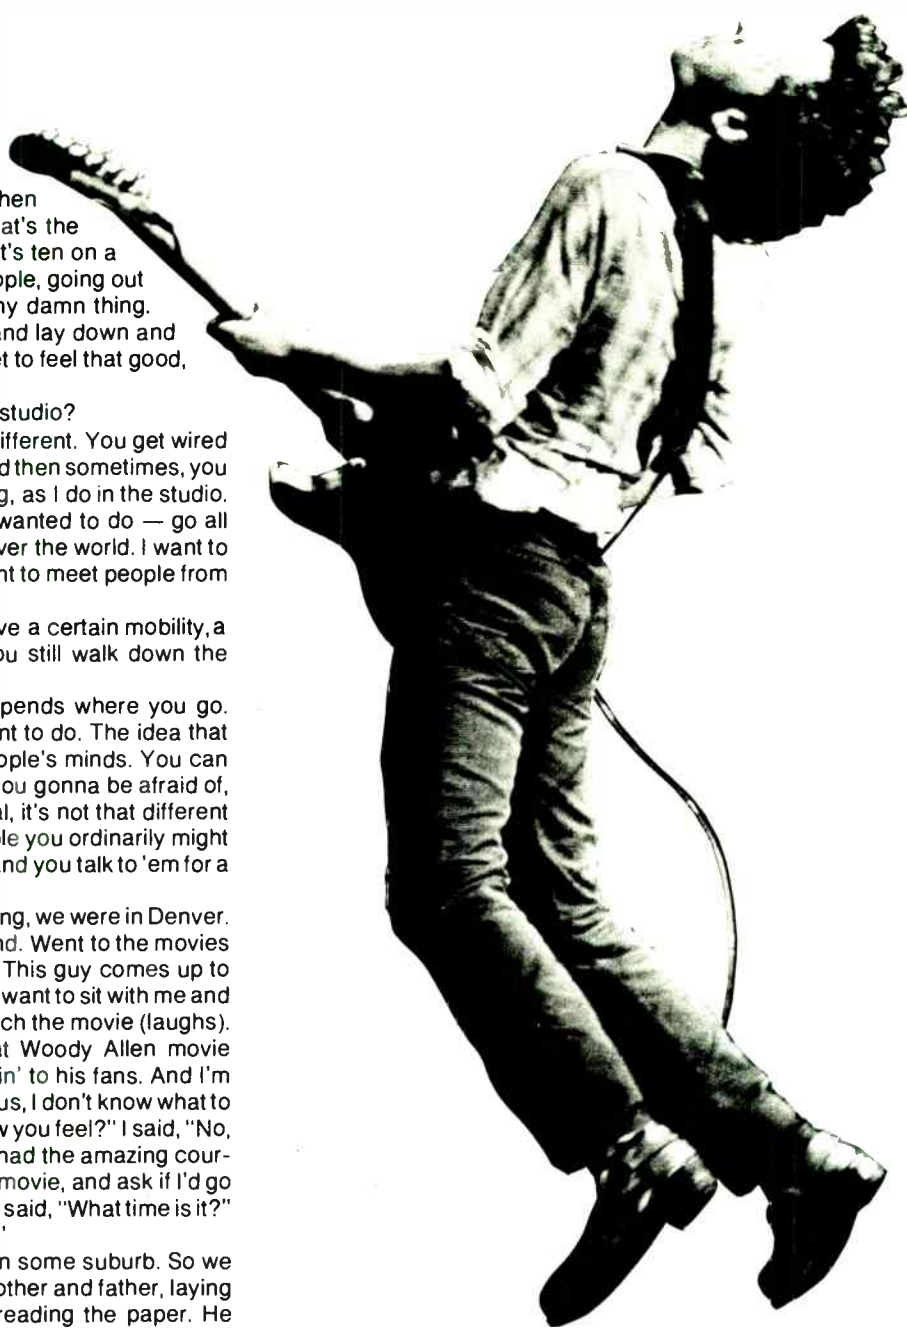 hen
at's the
t's ten on a
ople, going out
ny damn thing.
and lay down and
et to feel that good,
studio?
ifferent. You get wired
d then sometimes, you
g, as I do in the studio.
wanted to do — go all
ver the world. I want to
nt to meet people from
ve a certain mobility, a
ou still walk down the
pends where you go.
nt to do. The idea that
ople's minds. You can
ou gonna be afraid of,
l, it's not that different
le you ordinarily might
nd you talk to 'em for a
ng, we were in Denver.
nd. Went to the movies
This guy comes up to
want to sit with me and
ch the movie (laughs).
t Woody Allen movie
in' to his fans. And I'm
us, I don't know what to
w you feel?" I said, "No,
had the amazing cour-
movie, and ask if I'd go
said, "What time is it?"
'
n some suburb. So we
other and father, laying
reading the paper. He